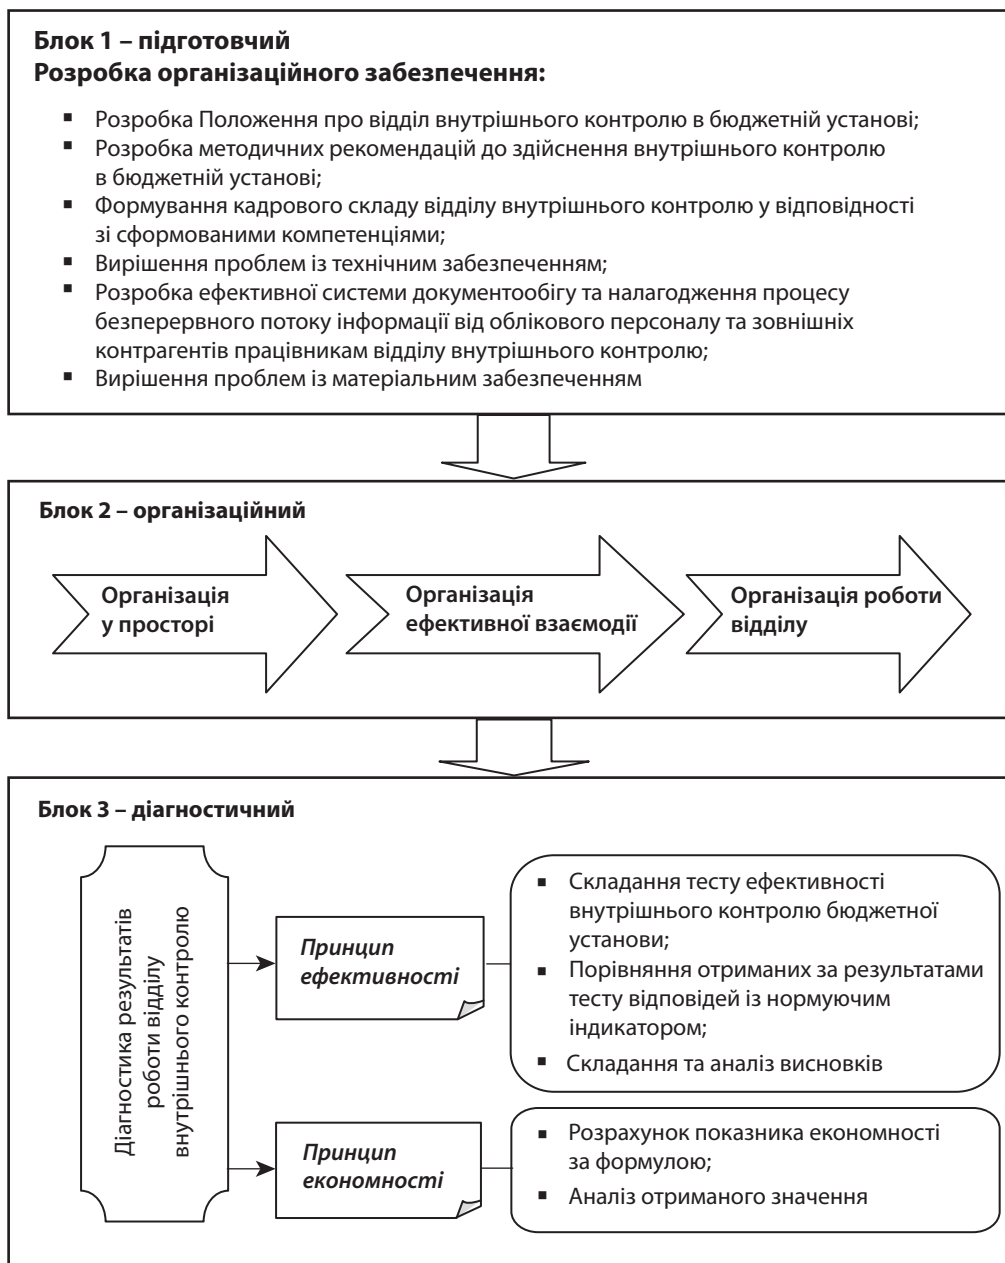 Блок 1 – підготовчий
Розробка організаційного забезпечення:
▪ Розробка Положення про відділ внутрішнього контролю в бюджетній установі;
▪ Розробка методичних рекомендацій до здійснення внутрішнього контролю
в бюджетній установі;
▪ Формування кадрового складу відділу внутрішнього контролю у відповідності
зі сформованими компетенціями;
▪ Вирішення проблем із технічним забезпеченням;
▪ Розробка ефективної системи документообігу та налагодження процесу
безперервного потоку інформації від облікового персоналу та зовнішніх
контрагентів працівникам відділу внутрішнього контролю;
▪ Вирішення проблем із матеріальним забезпеченням
Блок 2 – організаційний
Організація
у просторі
Організація
ефективної взаємодії
Організація роботи
відділу
Блок 3 – діагностичний
Діагностика результатів
роботи відділу
внутрішнього контролю
Принцип
ефективності
▪ Складання тесту ефективності
внутрішнього контролю бюджетної
установи;
▪ Порівняння отриманих за результатами
тесту відповідей із нормуючим
індикатором;
▪ Складання та аналіз висновків
Принцип
економності
▪ Розрахунок показника економності
за формулою;
▪ Аналіз отриманого значення